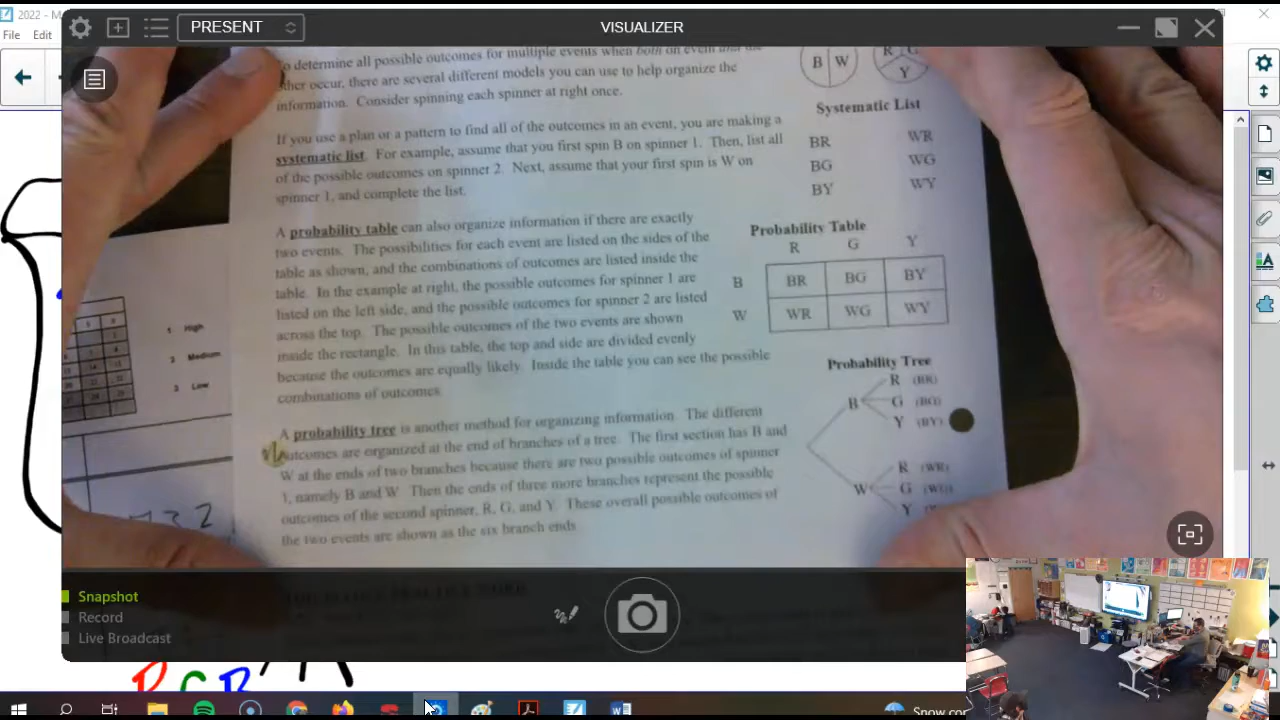 2022 - M
File Edit
PRESENT
VISUALIZER
o determine all possible outcomes for multiple events when both on event and the
ther occur, there are several different models you can use to help organize the
information. Consider spinning each spinner at right once.
B W
R G
Y
If you use a plan or a pattern to find all of the outcomes in an event, you are making a
systematic list. For example, assume that you first spin B on spinner 1. Then, list all
of the possible outcomes on spinner 2. Next, assume that your first spin is W on
spinner 1, and complete the list.
Systematic List
BR WR
BG WG
BY WY
A probability table can also organize information if there are exactly
two events. The possibilities for each event are listed on the sides of the
table as shown, and the combinations of outcomes are listed inside the
table. In the example at right, the possible outcomes for spinner 1 are
listed on the left side, and the possible outcomes for spinner 2 are listed
across the top. The possible outcomes of the two events are shown
inside the rectangle. In this table, the top and side are divided evenly
because the outcomes are equally likely. Inside the table you can see the possible
combinations of outcomes.
Probability Table
R G Y
B BR BG BY
W WR WG WY
1 High
2 Medium
3 Low
A probability tree is another method for organizing information. The different
outcomes are organized at the end of branches of a tree. The first section has B and
W at the ends of two branches because there are two possible outcomes of spinner
1, namely B and W. Then the ends of three more branches represent the possible
outcomes of the second spinner, R, G, and Y. These overall possible outcomes of
the two events are shown as the six branch ends.
Probability Tree
R (BR)
B G (BG)
Y (BY)
R (WR)
W G (WG)
Y
732
Snapshot
Record
Live Broadcast
R G B
Snow co